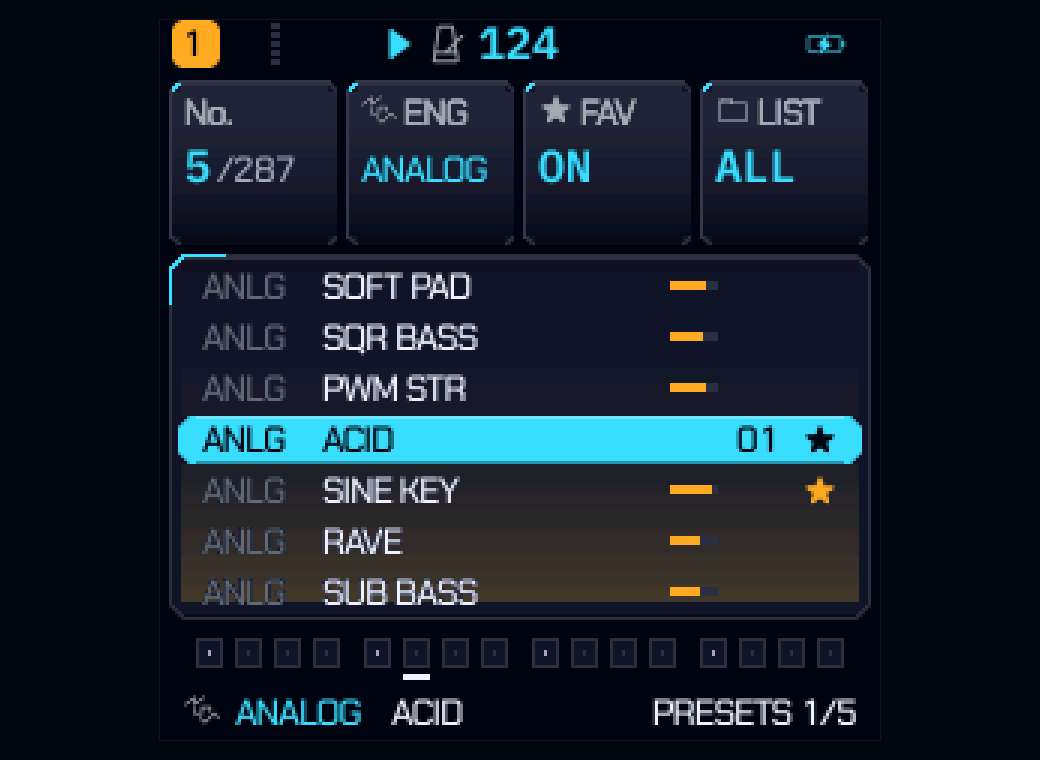 1 124
No. ENG FAV LIST
5/287 ANALOG ON ALL
ANLG SOFT PAD
ANLG SQR BASS
ANLG PWM STR
ANLG ACID 01
ANLG SINE KEY
ANLG RAVE
ANLG SUB BASS
ANALOG ACID PRESETS 1/5